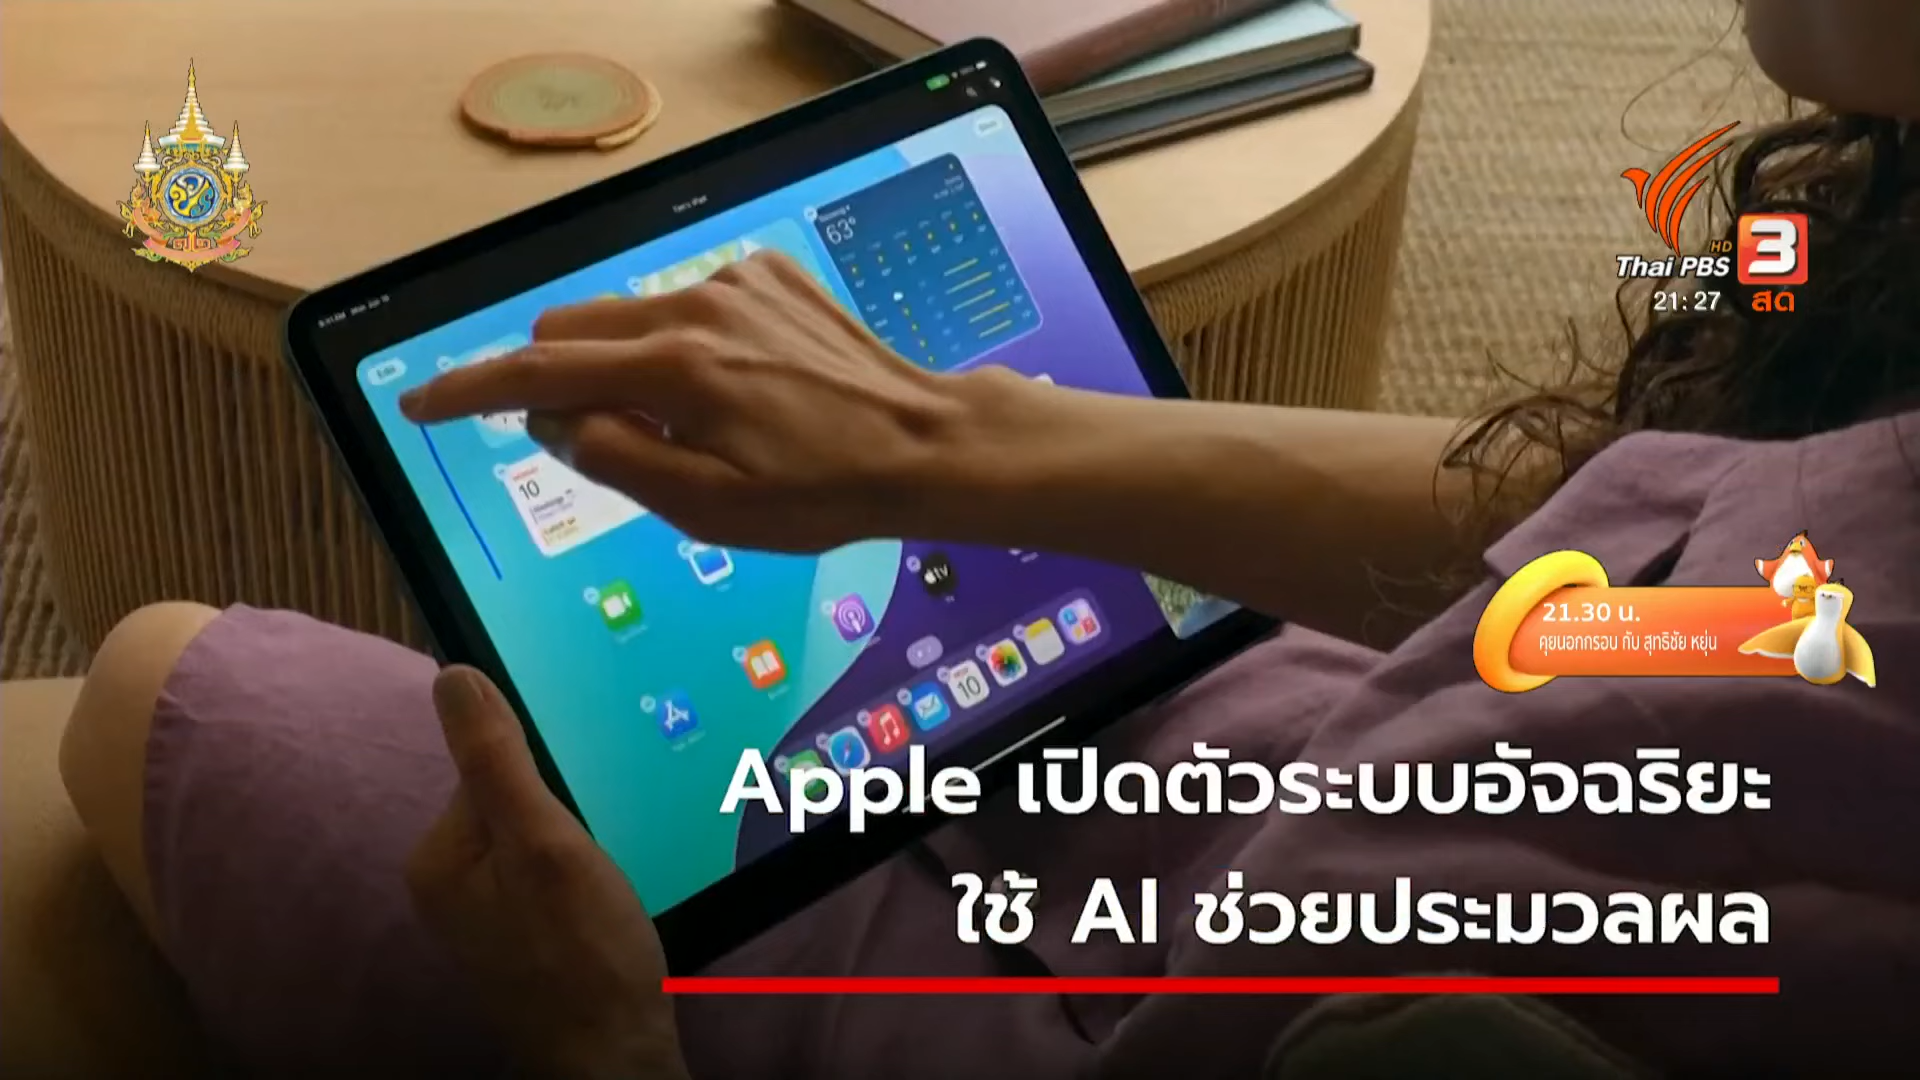 HD
Thai PBS 3
21:27 สด
63°
10
10
tv
21.30 น.
คุยนอกกรอบ กับ สุทธิชัย หยุ่น
Apple เปิดตัวระบบอัจฉริยะ
ใช้ AI ช่วยประมวลผล